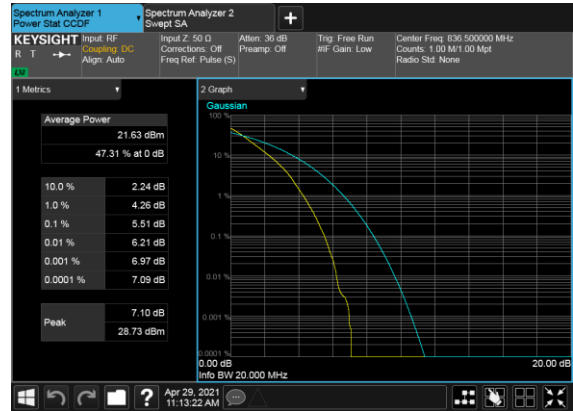 Spectrum Analyzer 1
Power Stat CCDF
Spectrum Analyzer 2
Swept SA
KEYSIGHT
R T
LXI
Input: RF
Coupling: DC
Align: Auto
Input Z: 50 Ω
Corrections: Off
Freq Ref: Pulse (S)
Atten: 36 dB
Preamp: Off
Trig: Free Run
#IF Gain: Low
Center Freq: 836.500000 MHz
Counts: 1.00 M/1.00 Mpt
Radio Std: None
1 Metrics
Average Power
21.63 dBm
47.31 % at 0 dB
10.0 % 2.24 dB
1.0 % 4.26 dB
0.1 % 5.51 dB
0.01 % 6.21 dB
0.001 % 6.97 dB
0.0001 % 7.09 dB
Peak
7.10 dB
28.73 dBm
2 Graph
Gaussian
100 %
10 %
1 %
0.1 %
0.01 %
0.001 %
0.0001 %
0.00 dB 20.00 dB
Info BW 20.000 MHz
Apr 29, 2021
11:13:22 AM